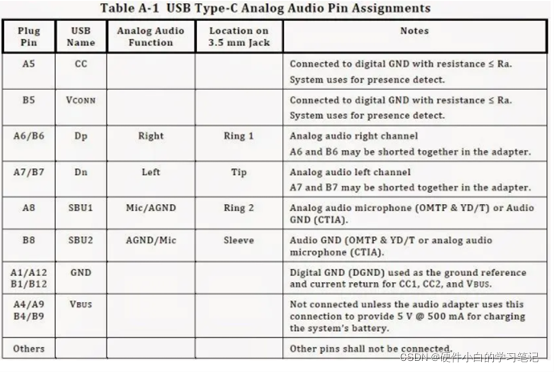 Table A-1 USB Type-C Analog Audio Pin Assignments
Plug Pin USB Name Analog Audio Function Location on 3.5 mm Jack Notes
A5 CC Connected to digital GND with resistance ≤ Ra.
System uses for presence detect.
B5 VCONN Connected to digital GND with resistance ≤ Ra.
System uses for presence detect.
A6/B6 Dp Right Ring 1 Analog audio right channel
A6 and B6 may be shorted together in the adapter.
A7/B7 Dn Left Tip Analog audio left channel
A7 and B7 may be shorted together in the adapter.
A8 SBU1 Mic/AGND Ring 2 Analog audio microphone (OMTP & YD/T) or Audio
GND (CTIA).
B8 SBU2 AGND/Mic Sleeve Audio GND (OMTP & YD/T or analog audio
microphone (CTIA).
A1/A12
B1/B12 GND Digital GND (DGND) used as the ground reference
and current return for CC1, CC2, and VBUS.
A4/A9
B4/B9 VBUS Not connected unless the audio adapter uses this
connection to provide 5 V @ 500 mA for charging
the system's battery.
Others Other pins shall not be connected.
CSDN @硬件小白的学习笔记